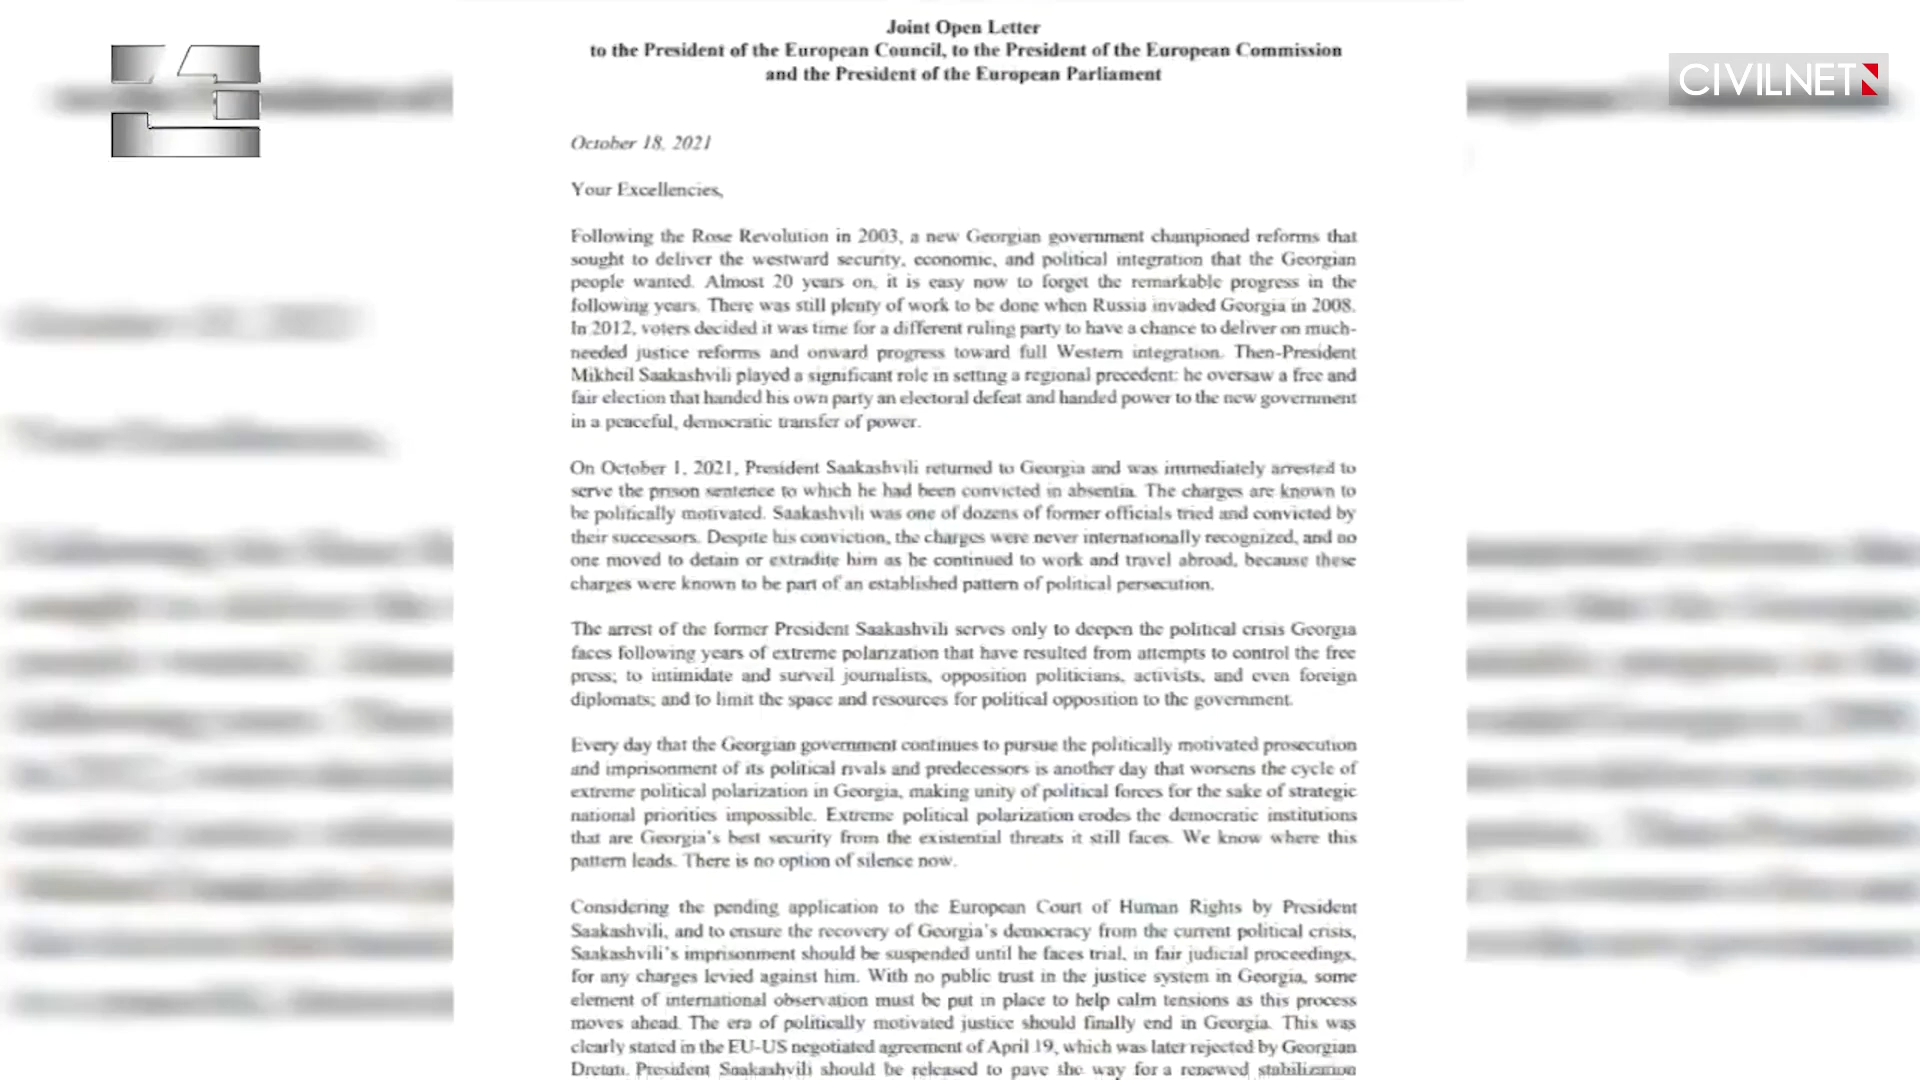 Joint Open Letter
to the President of the European Council, to the President of the European Commission
and the President of the European Parliament
CIVILNET
October 18, 2021
Your Excellencies,
Following the Rose Revolution in 2003, a new Georgian government championed reforms that
sought to deliver the westward security, economic, and political integration that the Georgian
people wanted. Almost 20 years on, it is easy now to forget the remarkable progress in the
following years. There was still plenty of work to be done when Russia invaded Georgia in 2008.
In 2012, voters decided it was time for a different ruling party to have a chance to deliver on much-
needed justice reforms and onward progress toward full Western integration. Then-President
Mikheil Saakashvili played a significant role in setting a regional precedent: he oversaw a free and
fair election that handed his own party an electoral defeat and handed power to the new government
in a peaceful, democratic transfer of power.
On October 1, 2021, President Saakashvili returned to Georgia and was immediately arrested to
serve the prison sentence to which he had been convicted in absentia. The charges are known to
be politically motivated. Saakashvili was one of dozens of former officials tried and convicted by
their successors. Despite his conviction, the charges were never internationally recognized, and no
one moved to detain or extradite him as he continued to work and travel abroad, because these
charges were known to be part of an established pattern of political persecution.
The arrest of the former President Saakashvili serves only to deepen the political crisis Georgia
faces following years of extreme polarization that have resulted from attempts to control the free
press; to intimidate and surveil journalists, opposition politicians, activists, and even foreign
diplomats; and to limit the space and resources for political opposition to the government.
Every day that the Georgian government continues to pursue the politically motivated prosecution
and imprisonment of its political rivals and predecessors is another day that worsens the cycle of
extreme political polarization in Georgia, making unity of political forces for the sake of strategic
national priorities impossible. Extreme political polarization erodes the democratic institutions
that are Georgia's best security from the existential threats it still faces. We know where this
pattern leads. There is no option of silence now.
Considering the pending application to the European Court of Human Rights by President
Saakashvili, and to ensure the recovery of Georgia's democracy from the current political crisis,
Saakashvili's imprisonment should be suspended until he faces trial, in fair judicial proceedings,
for any charges levied against him. With no public trust in the justice system in Georgia, some
element of international observation must be put in place to help calm tensions as this process
moves ahead. The era of politically motivated justice should finally end in Georgia. This was
clearly stated in the EU-US negotiated agreement of April 19, which was later rejected by Georgian
President Saakashvili should be released to pave the way for a renewed stabilization